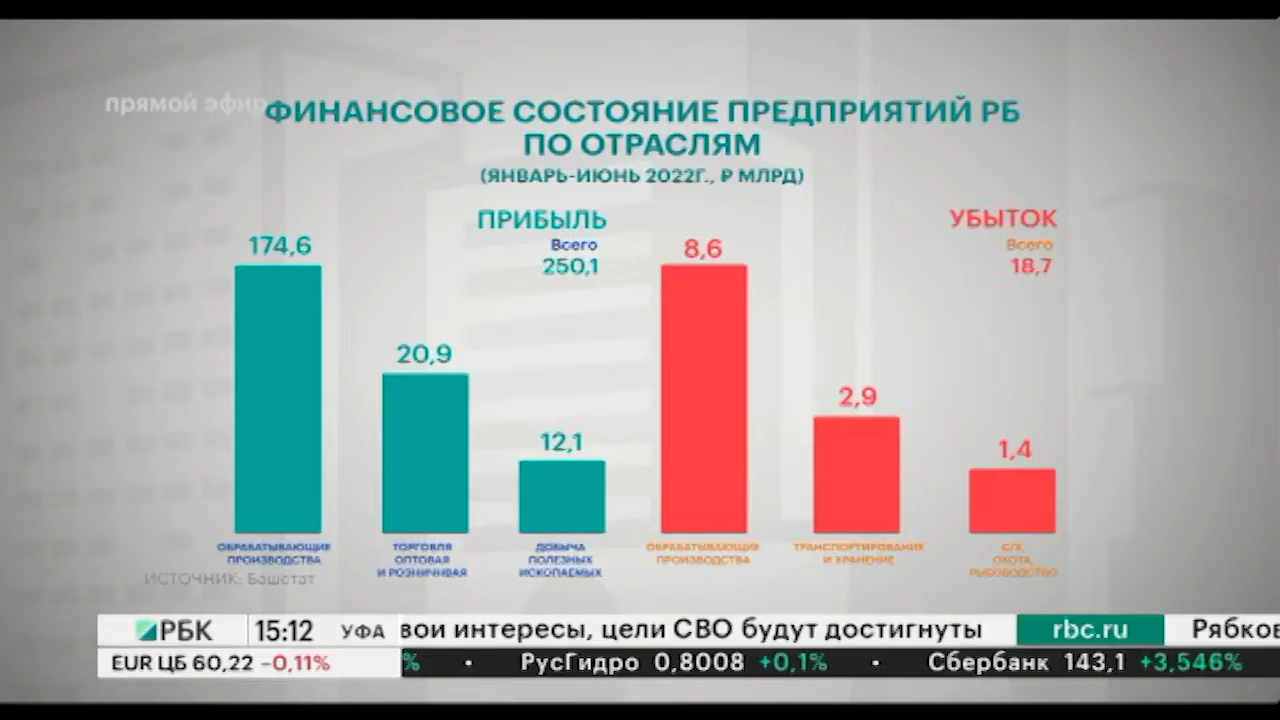 прямой эфир
ФИНАНСОВОЕ СОСТОЯНИЕ ПРЕДПРИЯТИЙ РБ
ПО ОТРАСЛЯМ
(ЯНВАРЬ-ИЮНЬ 2022Г., Р МЛРД)
ПРИБЫЛЬ
Всего
250,1
174,6
20,9
12,1
ОБРАБАТЫВАЮЩИЕ
ПРОИЗВОДСТВА
ТОРГОВЛЯ
ОПТОВАЯ
И РОЗНИЧНАЯ
ДОБЫЧА
ПОЛЕЗНЫХ
ИСКОПАЕМЫХ
УБЫТОК
Всего
18,7
8,6
2,9
1,4
ОБРАБАТЫВАЮЩИЕ
ПРОИЗВОДСТВА
ТРАНСПОРТИРОВАНИЕ
И ХРАНЕНИЕ
С/Х,
ОХОТА,
РЫБОВОДСТВО
ИСТОЧНИК: Башстат
РБК 15:12 УФА вои интересы, цели СВО будут достигнуты rbc.ru Рябков
EUR ЦБ 60,22 -0,11% % • РусГидро 0,8008 +0,1% • Сбербанк 143,1 +3,546%